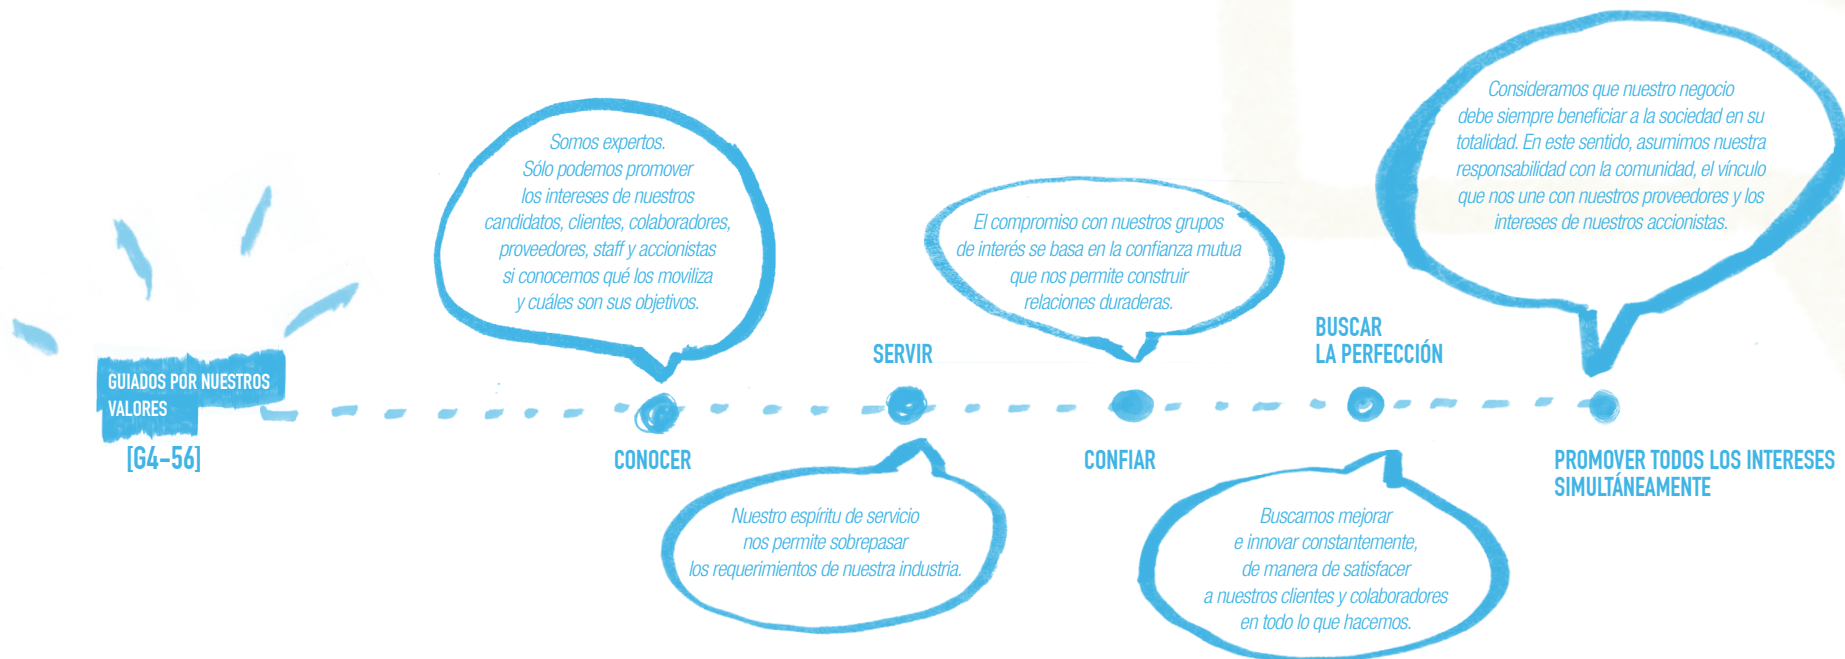 GUIADOS POR NUESTROS
VALORES
[G4-56]
Somos expertos.
Sólo podemos promover
los intereses de nuestros
candidatos, clientes, colaboradores,
proveedores, staff y accionistas
si conocemos qué los moviliza
y cuáles son sus objetivos.
CONOCER
SERVIR
Nuestro espíritu de servicio
nos permite sobrepasar
los requerimientos de nuestra industria.
El compromiso con nuestros grupos
de interés se basa en la confianza mutua
que nos permite construir
relaciones duraderas.
CONFIAR
BUSCAR
LA PERFECCIÓN
Buscamos mejorar
e innovar constantemente,
de manera de satisfacer
a nuestros clientes y colaboradores
en todo lo que hacemos.
Consideramos que nuestro negocio
debe siempre beneficiar a la sociedad en su
totalidad. En este sentido, asumimos nuestra
responsabilidad con la comunidad, el vínculo
que nos une con nuestros proveedores y los
intereses de nuestros accionistas.
PROMOVER TODOS LOS INTERESES
SIMULTÁNEAMENTE